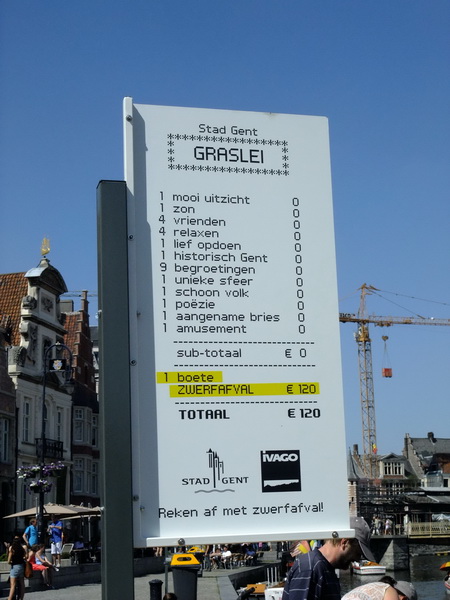 Stad Gent
****************
* GRASLEI *
****************
1 mooi uitzicht 0
1 zon 0
4 vrienden 0
4 relaxen 0
1 lief opdoen 0
1 historisch Gent 0
9 begroetingen 0
1 unieke sfeer 0
1 schoon volk 0
1 poëzie 0
1 aangename bries 0
1 amusement 0
--------------------
sub-totaal € 0
--------------------
1 boete
ZWERFAFVAL € 120
--------------------
TOTAAL € 120
STAD GENT
IVAGO
Reken af met zwerfafval!